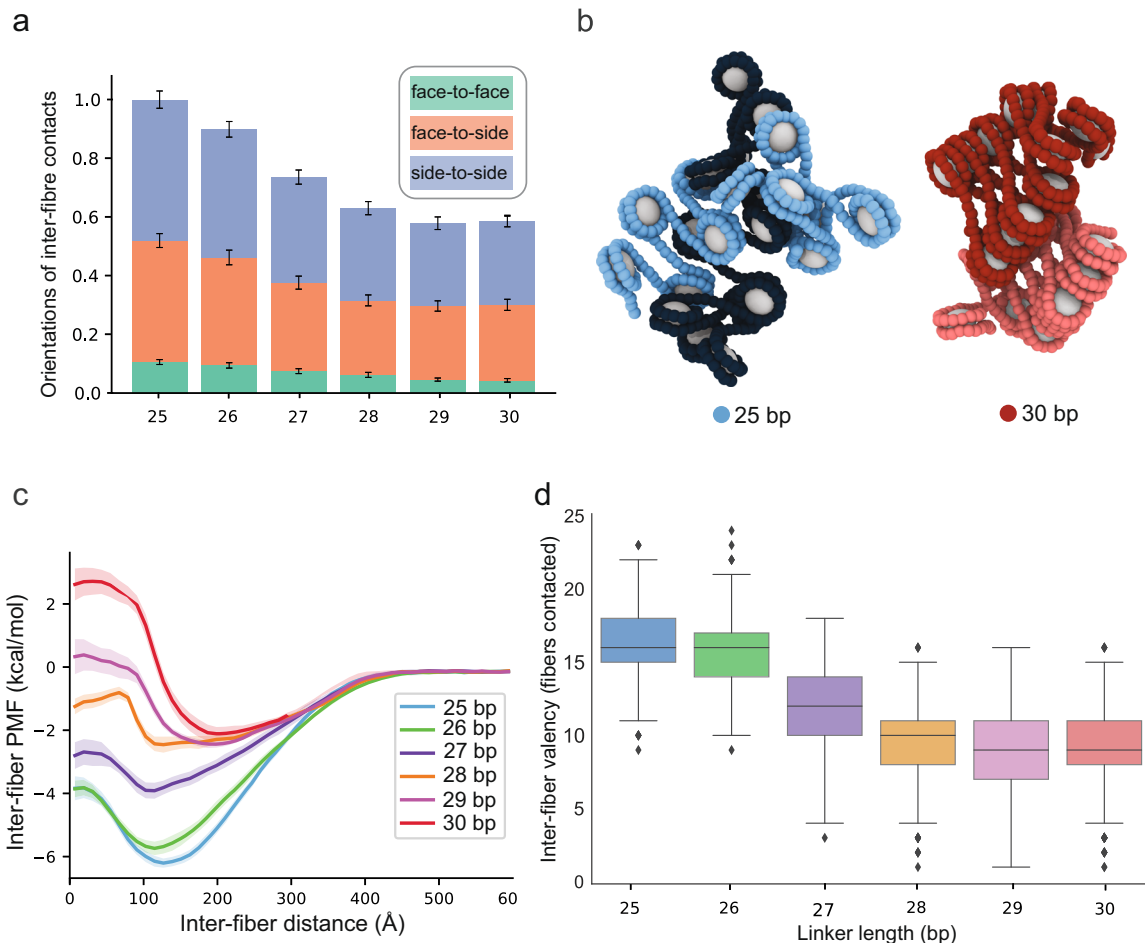 a
Orientations of inter-fibre contacts
1.0
0.8
0.6
0.4
0.2
0.0
face-to-face
face-to-side
side-to-side
25 26 27 28 29 30
b
25 bp
30 bp
c
Inter-fiber PMF (kcal/mol)
2
0
−2
−4
−6
25 bp
26 bp
27 bp
28 bp
29 bp
30 bp
0 100 200 300 400 500 60
Inter-fiber distance (Å)
d
Inter-fiber valency (fibers contacted)
25
20
15
10
5
0
25 26 27 28 29 30
Linker length (bp)